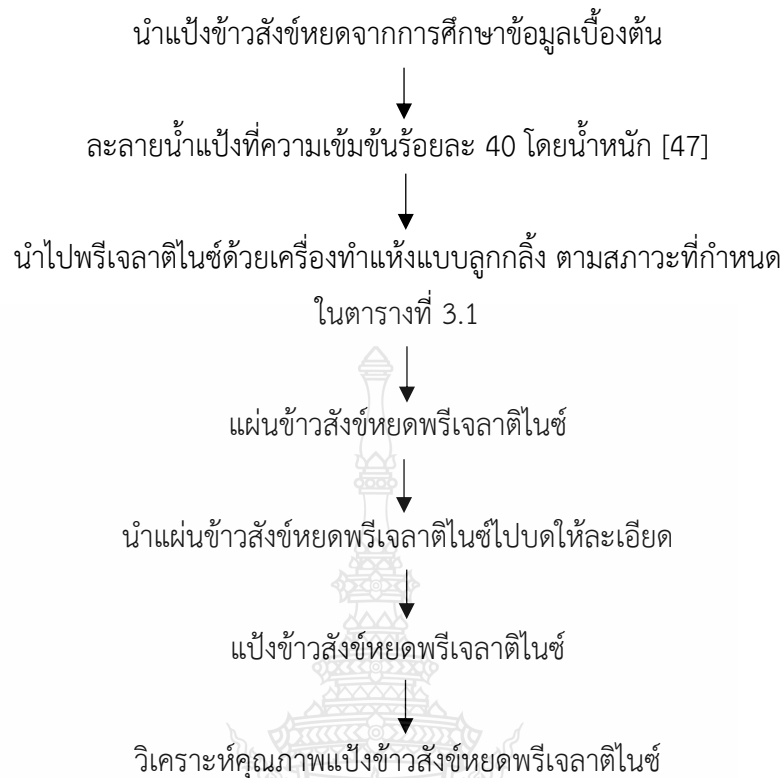 นำแป้งข้าวสังข์หยดจากการศึกษาข้อมูลเบื้องต้น
ละลายน้ำแป้งที่ความเข้มข้นร้อยละ 40 โดยน้ำหนัก [47]
นำไปพรีเจลาติไนซ์ด้วยเครื่องทำแห้งแบบลูกกลิ้ง ตามสภาวะที่กำหนด
ในตารางที่ 3.1
แผ่นข้าวสังข์หยดพรีเจลาติไนซ์
นำแผ่นข้าวสังข์หยดพรีเจลาติไนซ์ไปบดให้ละเอียด
แป้งข้าวสังข์หยดพรีเจลาติไนซ์
วิเคราะห์คุณภาพแป้งข้าวสังข์หยดพรีเจลาติไนซ์